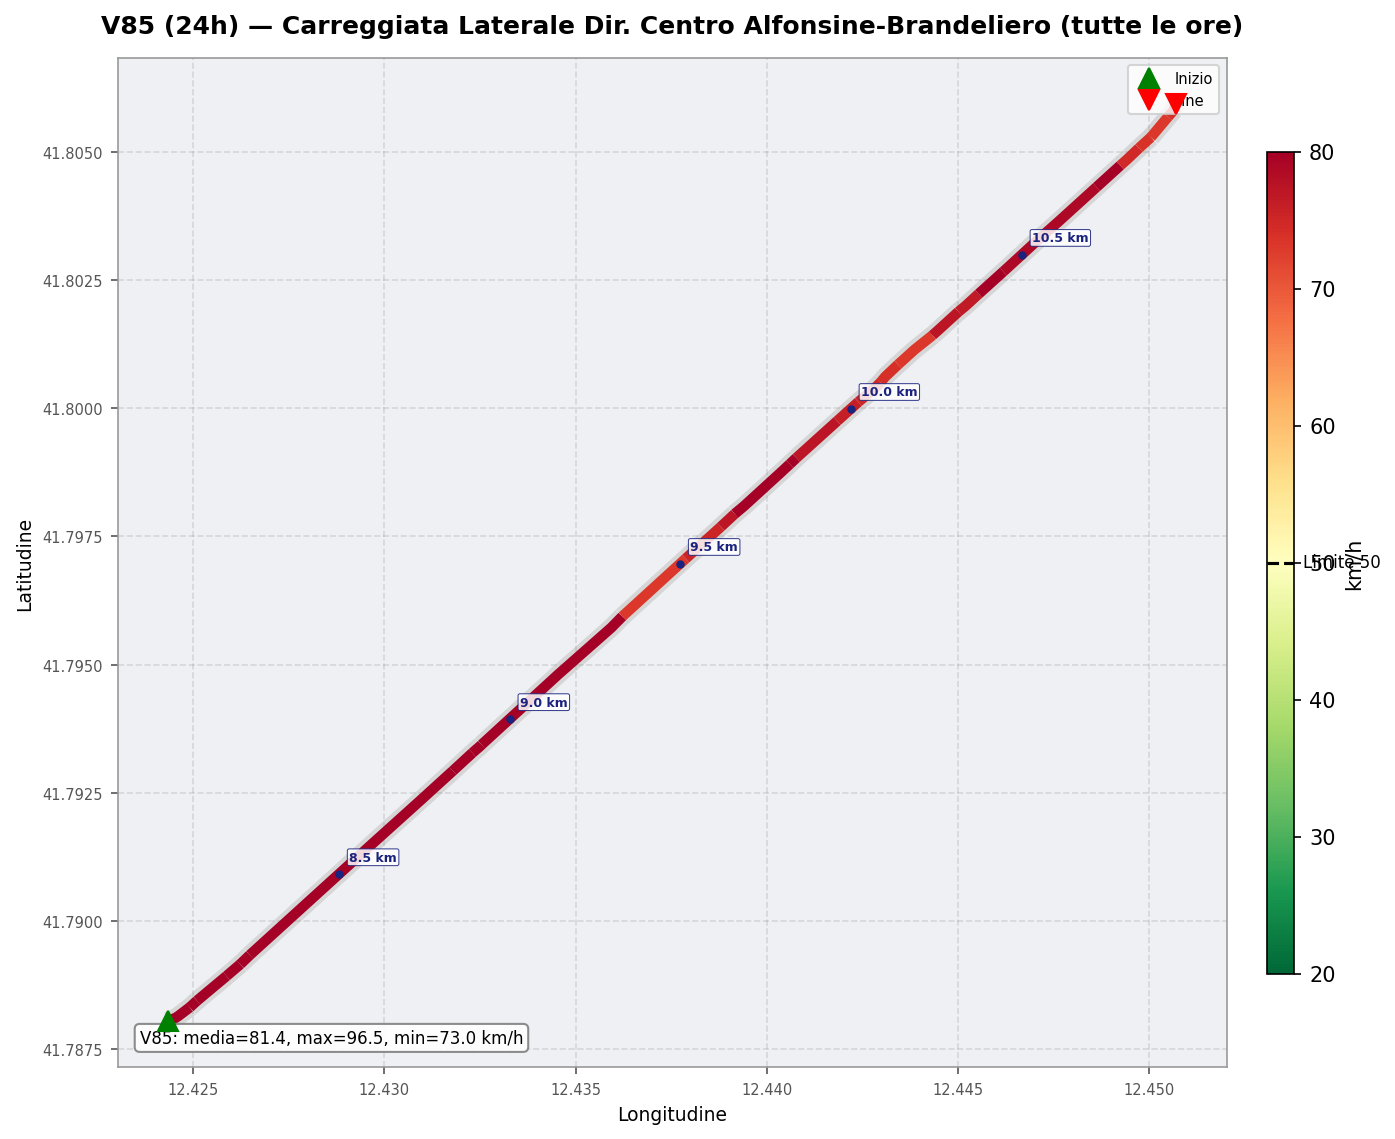 V85 (24h) — Carreggiata Laterale Dir. Centro Alfonsine-Brandeliero (tutte le ore)
Inizio
41.8050
41.8025
41.8000
41.7975
41.7950
41.7925
41.7900
41.7875
Latitudine
10.5 km
10.0 km
9.5 km
9.0 km
8.5 km
V85: media=81.4, max=96.5, min=73.0 km/h
12.425
12.430
12.435
12.440
12.445
12.450
Longitudine
80
70
60
50
Limite 50
40
30
20
km/h